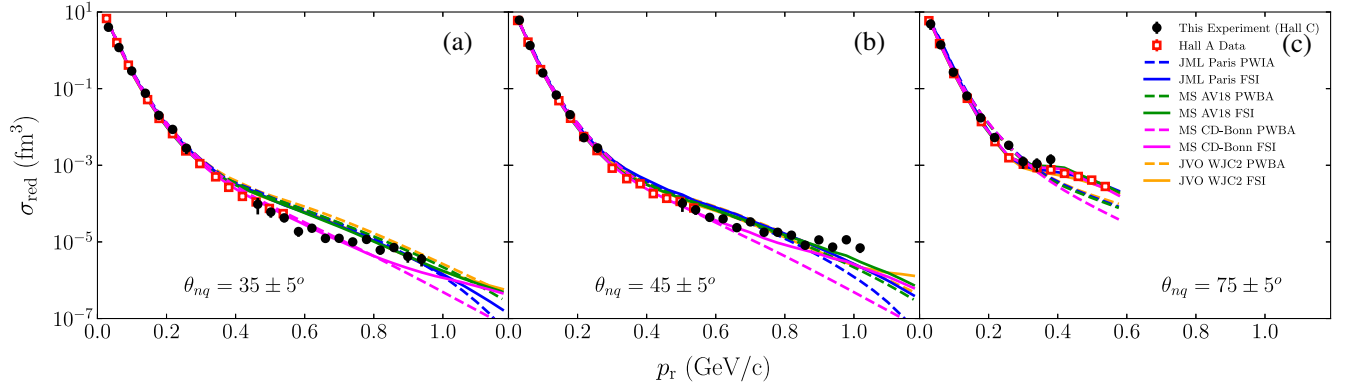 (a)
(b)
(c)
This Experiment (Hall C)
Hall A Data
JML Paris PWIA
JML Paris FSI
MS AV18 PWBA
MS AV18 FSI
MS CD-Bonn PWBA
MS CD-Bonn FSI
JVO WJC2 PWBA
JVO WJC2 FSI
10¹
10⁻¹
10⁻³
10⁻⁵
10⁻⁷
σ_red (fm³)
θ_nq = 35 ± 5°
θ_nq = 45 ± 5°
θ_nq = 75 ± 5°
0.0 0.2 0.4 0.6 0.8 1.0 0.0 0.2 0.4 0.6 0.8 1.0 0.0 0.2 0.4 0.6 0.8 1.0
p_r (GeV/c)